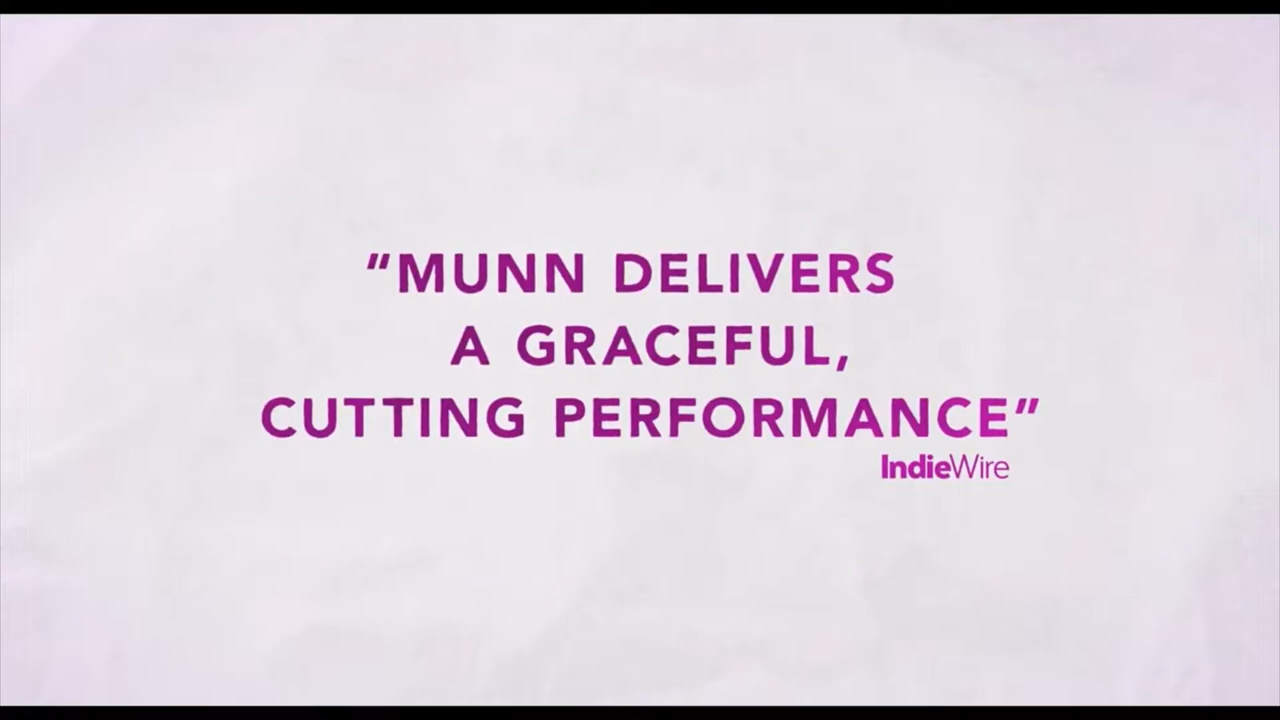 “MUNN DELIVERS
A GRACEFUL,
CUTTING PERFORMANCE”
IndieWire